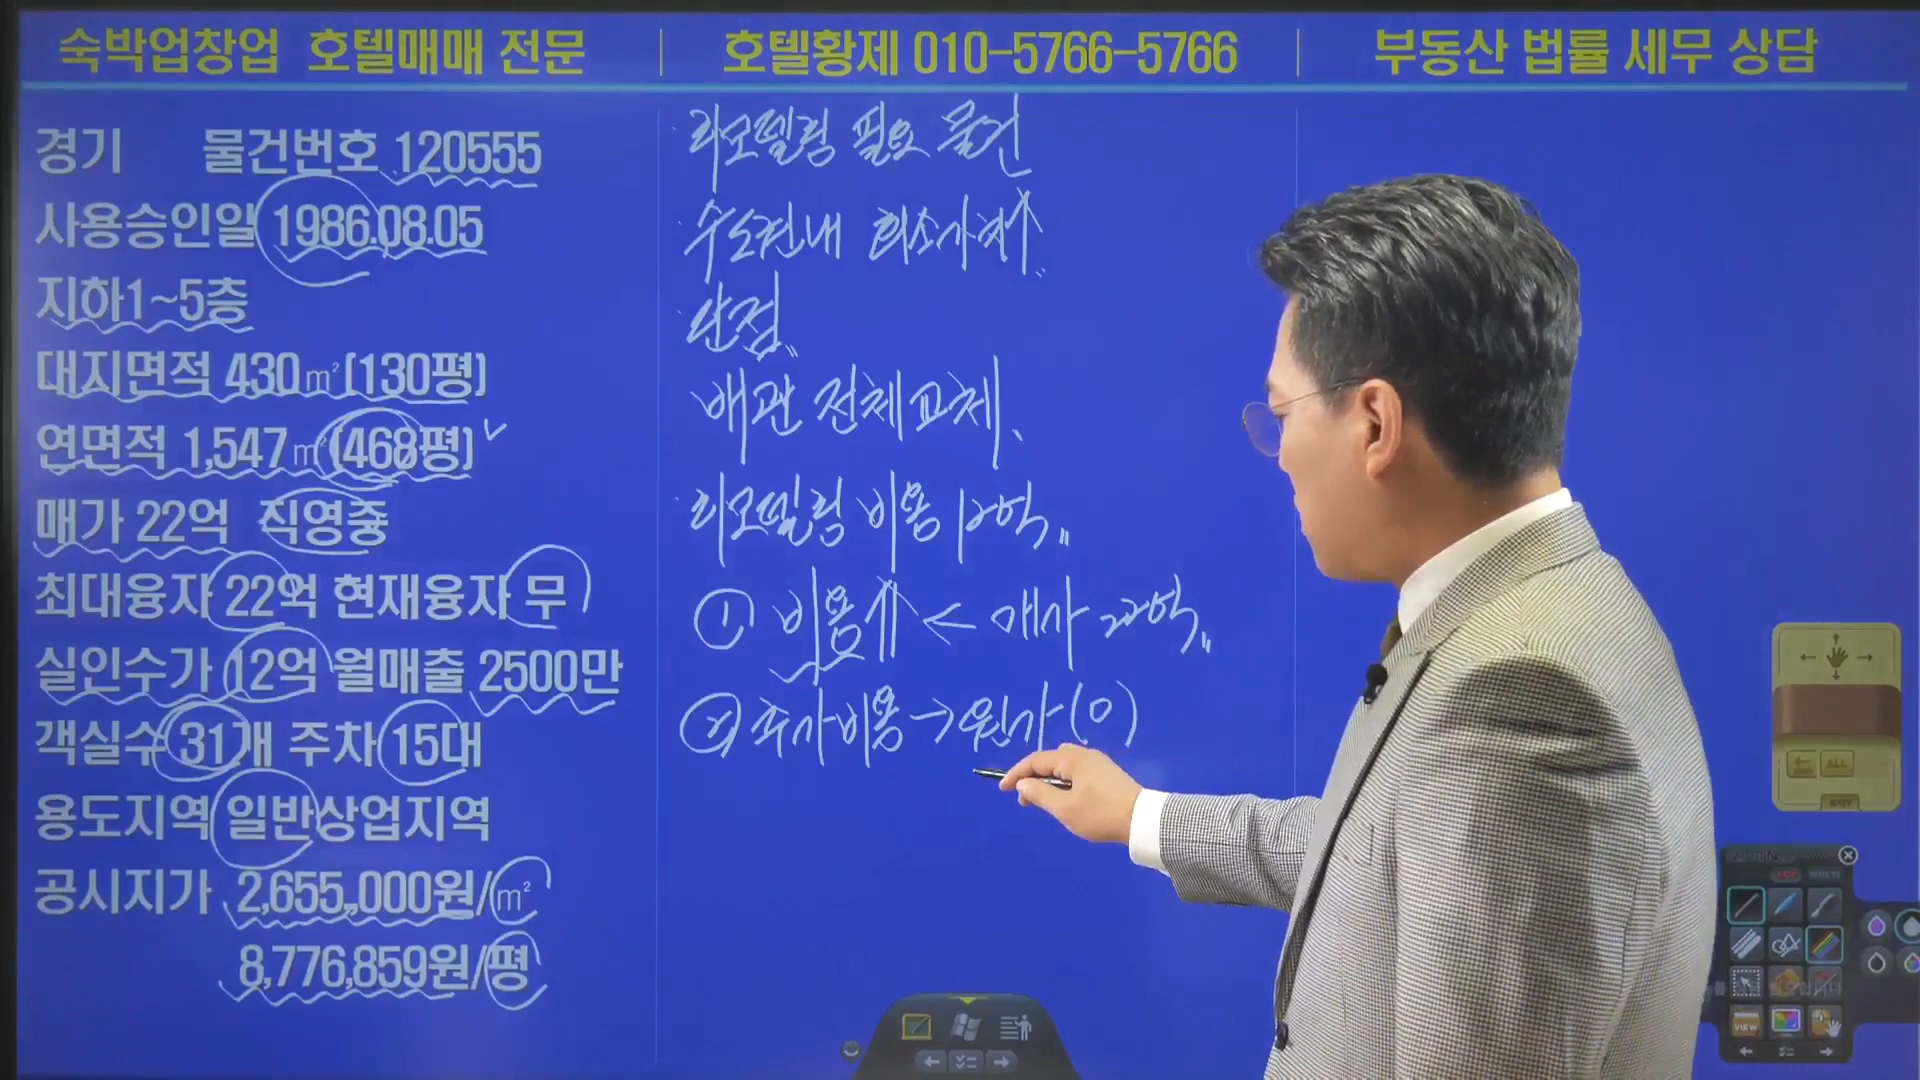 숙박업창업 호텔매매 전문
호텔황제 010-5766-5766
부동산 법률 세무 상담
경기 물건번호 120555
사용승인일 1986.08.05
지하1~5층
대지면적 430㎡(130평)
연면적 1,547㎡(468평)
매가 22억 직영중
최대융자 22억 현재융자 무
실인수가 12억 월매출 2500만
객실수 31개 주차 15대
용도지역 일반상업지역
공시지가 2,655,000원/㎡
8,776,859원/평
리모델링 필요 물건
수도권내 희소가치↑
단점
배관 전체교체
리모델링 비용 12억
① 비용 ← 매가 22억
② 추가비용 → 원가(0)
ALL
EXIT
VIEW